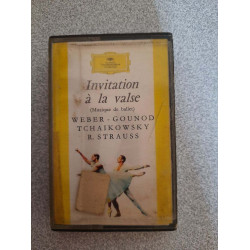 Invitation
à la valse
(Musique de ballet)
WEBER - GOUNOD
TCHAIKOWSKY
R. STRAUSS